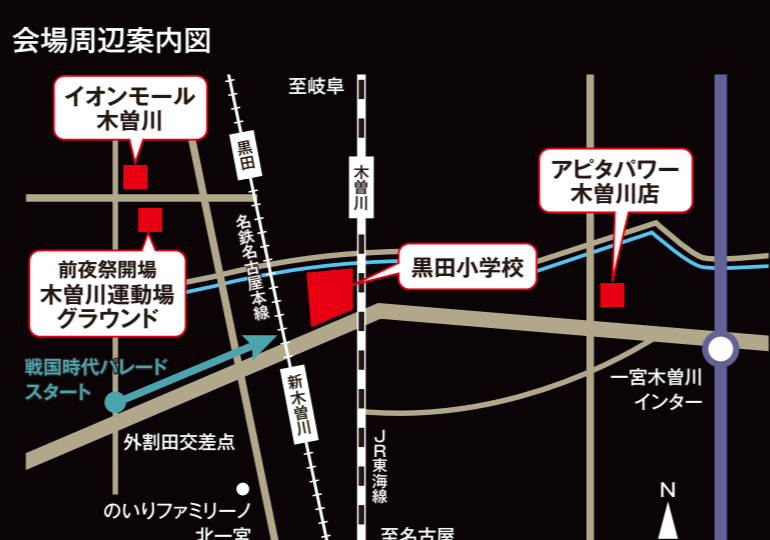 会場周辺案内図
イオンモール
木曽川
至岐阜
黒田
木曽川
アピタパワー
木曽川店
名鉄名古屋本線
黒田小学校
前夜祭開場
木曽川運動場
グラウンド
戦国時代パレード
スタート
新木曽川
一宮木曽川
インター
外割田交差点
JR東海線
のいりファミリーノ
北一宮
至名古屋
N